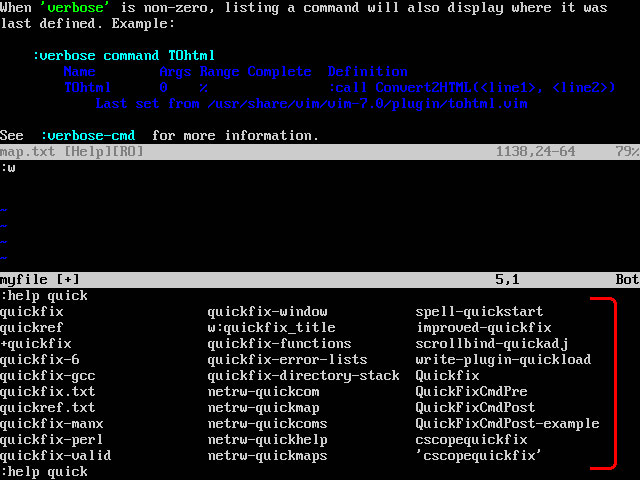 When 'verbose' is non-zero, listing a command will also display where it was
last defined. Example:
:verbose command TOhtml
Name Args Range Complete Definition
TOhtml 0 % :call Convert2HTML(<line1>, <line2>)
Last set from /usr/share/vim/vim-7.0/plugin/tohtml.vim
See :verbose-cmd for more information.
map.txt [Help][RO] 1138,24-64 79%
:w
~
~
~
~
myfile [+] 5,1 Bot
:help quick
quickfix quickfix-window spell-quickstart
quickref w:quickfix_title improved-quickfix
+quickfix quickfix-functions scrollbind-quickadj
quickfix-6 quickfix-error-lists write-plugin-quickload
quickfix-gcc quickfix-directory-stack Quickfix
quickfix.txt netrw-quickcom QuickFixCmdPre
quickref.txt netrw-quickmap QuickFixCmdPost
quickfix-manx netrw-quickcoms QuickFixCmdPost-example
quickfix-perl netrw-quickhelp cscopequickfix
quickfix-valid netrw-quickmaps 'cscopequickfix'
:help quick